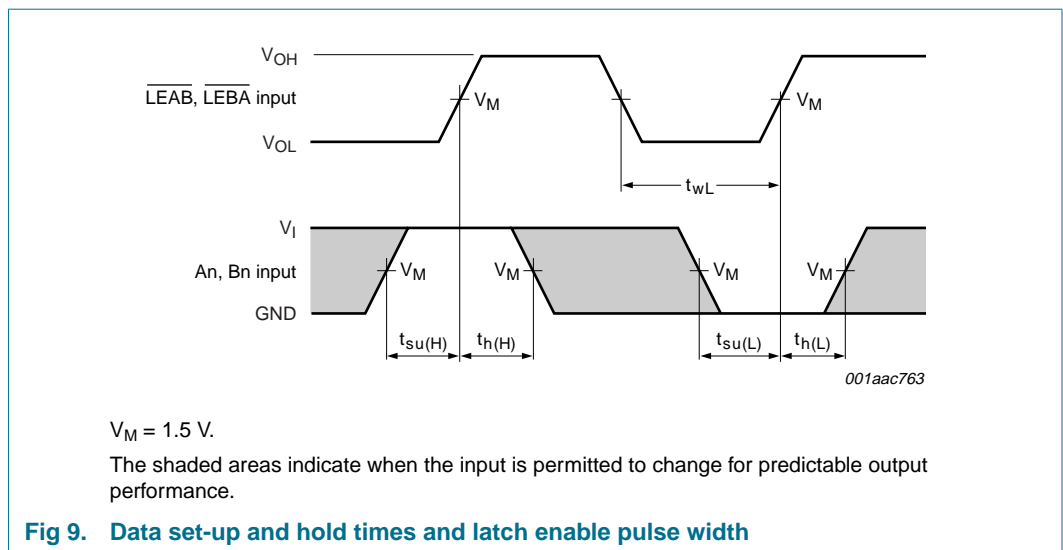 VOH
LEAB, LEBA input
VM
VM
VOL
twL
VI
An, Bn input
VM
VM
VM
VM
GND
tsu(H)
th(H)
tsu(L)
th(L)
001aac763
VM = 1.5 V.
The shaded areas indicate when the input is permitted to change for predictable output
performance.
Fig 9. Data set-up and hold times and latch enable pulse width